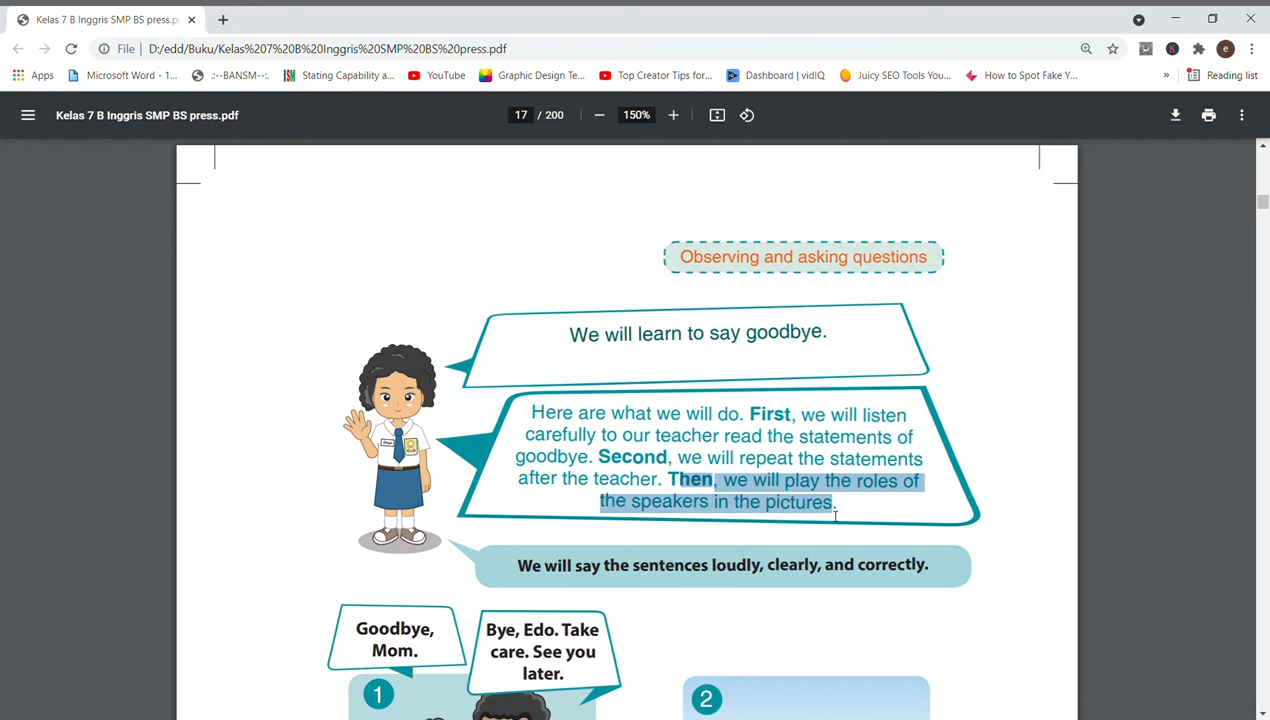 Kelas 7 B Inggris SMP BS press.p
File
D:/edd/Buku/Kelas%207%20B%20Inggris%20SMP%20BS%20press.pdf
Apps
Microsoft Word - 1...
.:--BANSM--:.
Stating Capability a...
YouTube
Graphic Design Te...
Top Creator Tips for...
Dashboard | vidIQ
Juicy SEO Tools You...
How to Spot Fake Y...
»
Reading list
Kelas 7 B Inggris SMP BS press.pdf
17 / 200
150%
Observing and asking questions
We will learn to say goodbye.
Here are what we will do. First, we will listen
carefully to our teacher read the statements of
goodbye. Second, we will repeat the statements
after the teacher. Then, we will play the roles of
the speakers in the pictures.
We will say the sentences loudly, clearly, and correctly.
Goodbye,
Mom.
Bye, Edo. Take
care. See you
later.
1
2